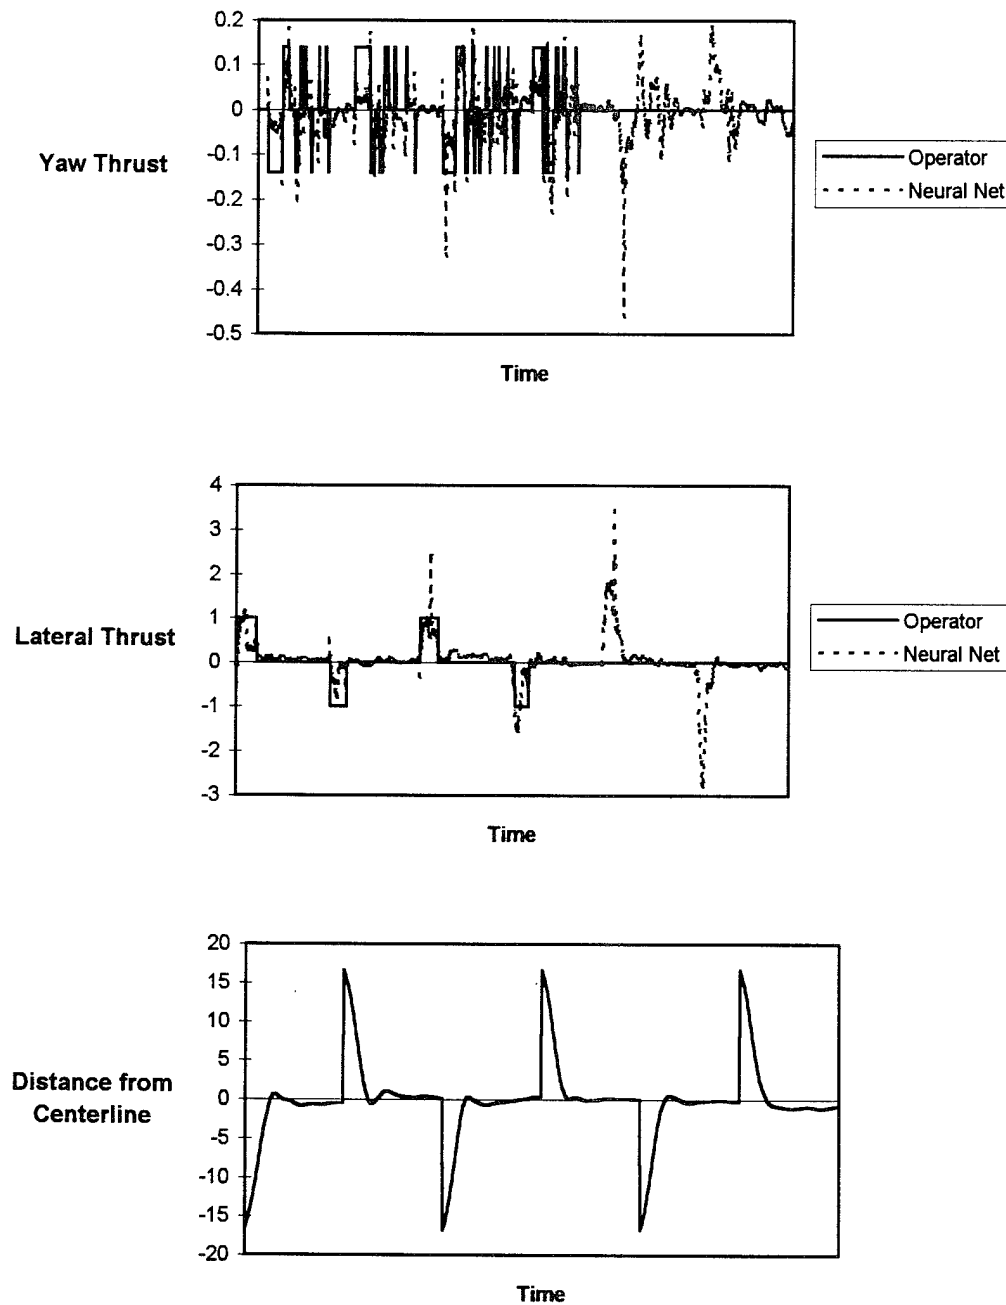 0.2
0.1
0
-0.1
-0.2
-0.3
-0.4
-0.5
Yaw Thrust
Time
Operator
Neural Net
4
3
2
1
0
-1
-2
-3
Lateral Thrust
Time
Operator
Neural Net
20
15
10
5
0
-5
-10
-15
-20
Distance from
Centerline
Time